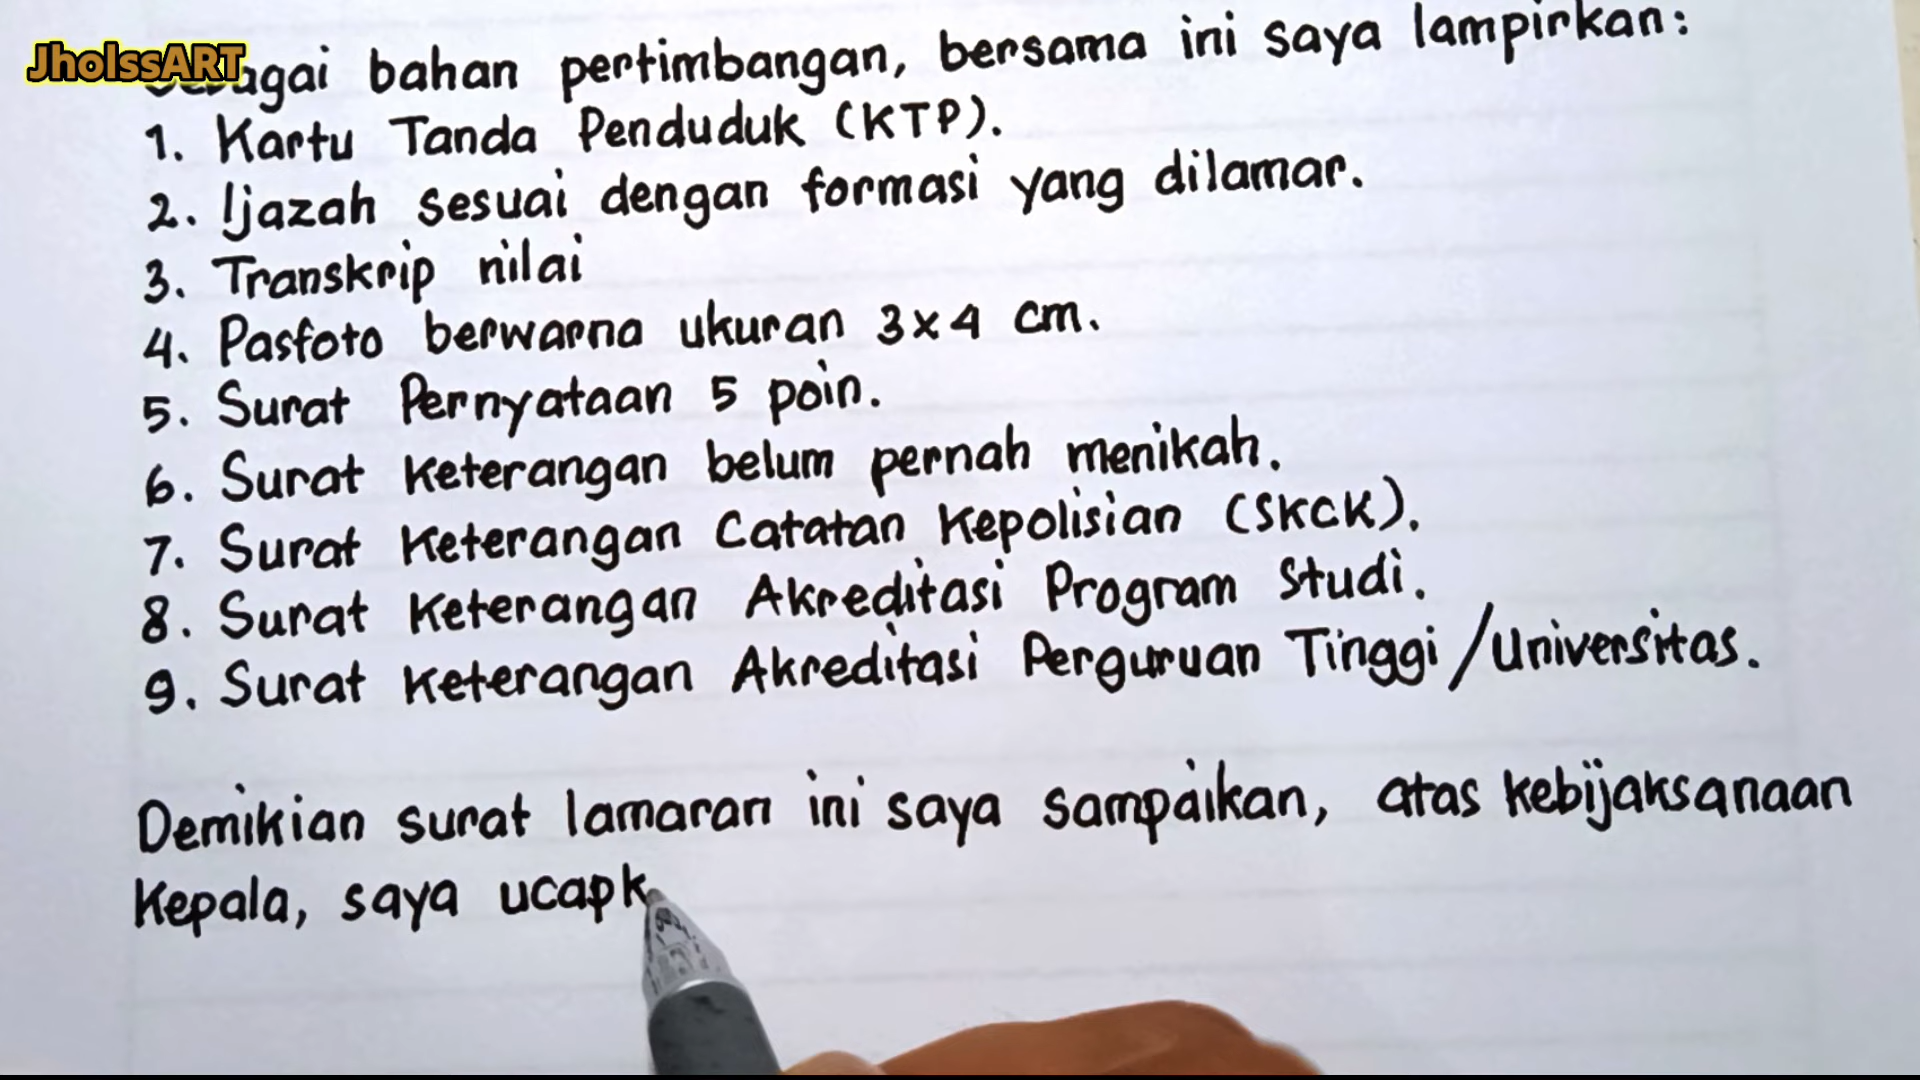 JholssART
Sebagai bahan pertimbangan, bersama ini saya lampirkan:
1. Kartu Tanda Penduduk (KTP).
2. Ijazah sesuai dengan formasi yang dilamar.
3. Transkrip nilai
4. Pasfoto berwarna ukuran 3x4 cm.
5. Surat Pernyataan 5 poin.
6. Surat Keterangan belum pernah menikah.
7. Surat Keterangan Catatan Kepolisian (SKCK).
8. Surat Keterangan Akreditasi Program Studi.
9. Surat Keterangan Akreditasi Perguruan Tinggi/Universitas.
Demikian surat lamaran ini saya sampaikan, atas kebijaksanaan
Kepala, saya ucapk